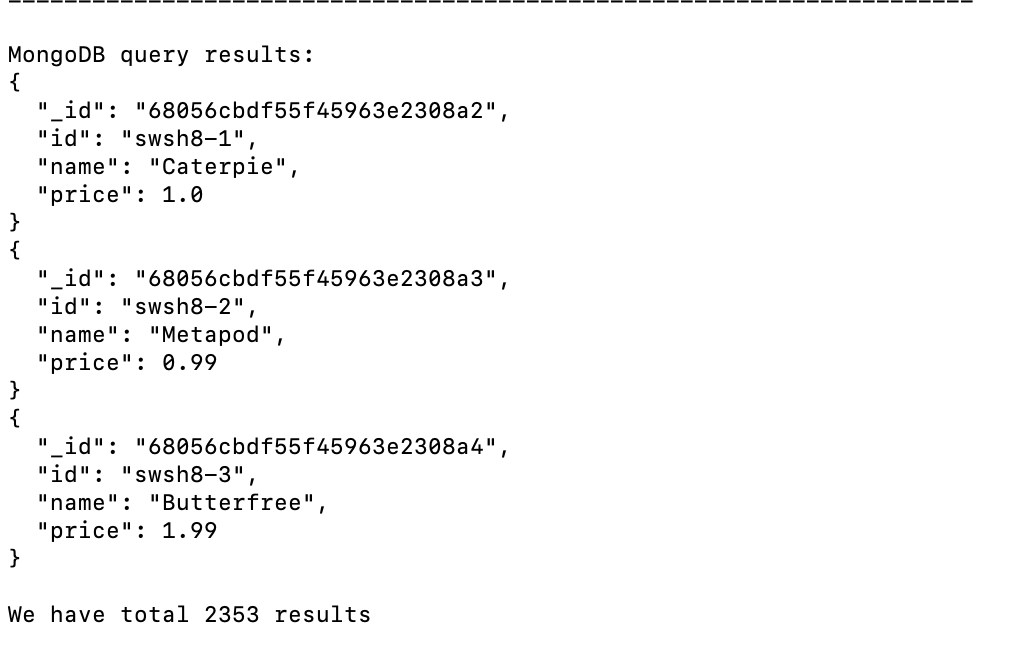 MongoDB query results:
{
  "_id": "68056cbdf55f45963e2308a2",
  "id": "swsh8-1",
  "name": "Caterpie",
  "price": 1.0
}
{
  "_id": "68056cbdf55f45963e2308a3",
  "id": "swsh8-2",
  "name": "Metapod",
  "price": 0.99
}
{
  "_id": "68056cbdf55f45963e2308a4",
  "id": "swsh8-3",
  "name": "Butterfree",
  "price": 1.99
}
We have total 2353 results